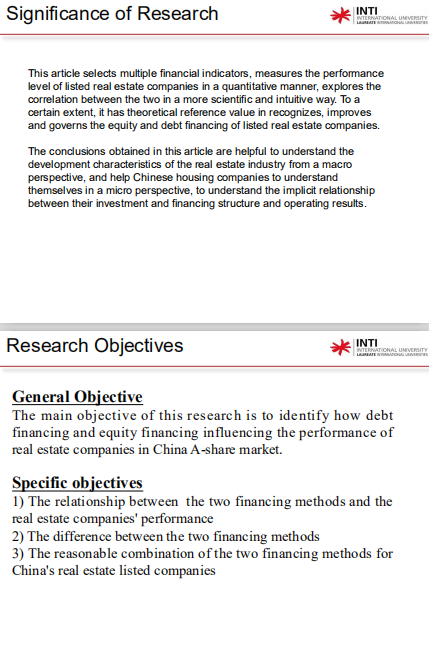 Significance of Research
INTI
INTERNATIONAL UNIVERSITY
LAUREATE INTERNATIONAL UNIVERSITIES
This article selects multiple financial indicators, measures the performance
level of listed real estate companies in a quantitative manner, explores the
correlation between the two in a more scientific and intuitive way. To a
certain extent, it has theoretical reference value in recognizes, improves
and governs the equity and debt financing of listed real estate companies.
The conclusions obtained in this article are helpful to understand the
development characteristics of the real estate industry from a macro
perspective, and help Chinese housing companies to understand
themselves in a micro perspective, to understand the implicit relationship
between their investment and financing structure and operating results.
Research Objectives
INTI
INTERNATIONAL UNIVERSITY
LAUREATE INTERNATIONAL UNIVERSITIES
General Objective
The main objective of this research is to identify how debt
financing and equity financing influencing the performance of
real estate companies in China A-share market.
Specific objectives
1) The relationship between the two financing methods and the
real estate companies' performance
2) The difference between the two financing methods
3) The reasonable combination of the two financing methods for
China's real estate listed companies